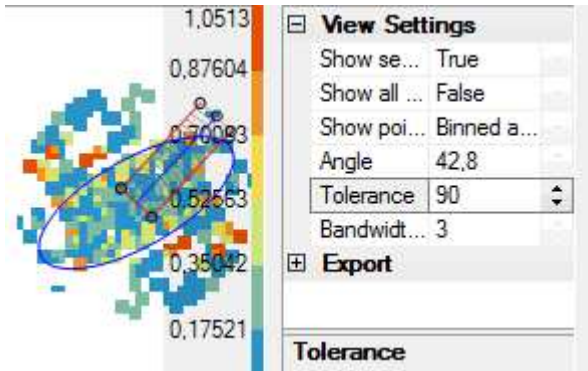 1,0513
0,87604
0,70083
0,52563
0,35042
0,17521
View Settings
Show se... True
Show all ... False
Show poi... Binned a...
Angle 42,8
Tolerance 90
Bandwidt... 3
Export
Tolerance